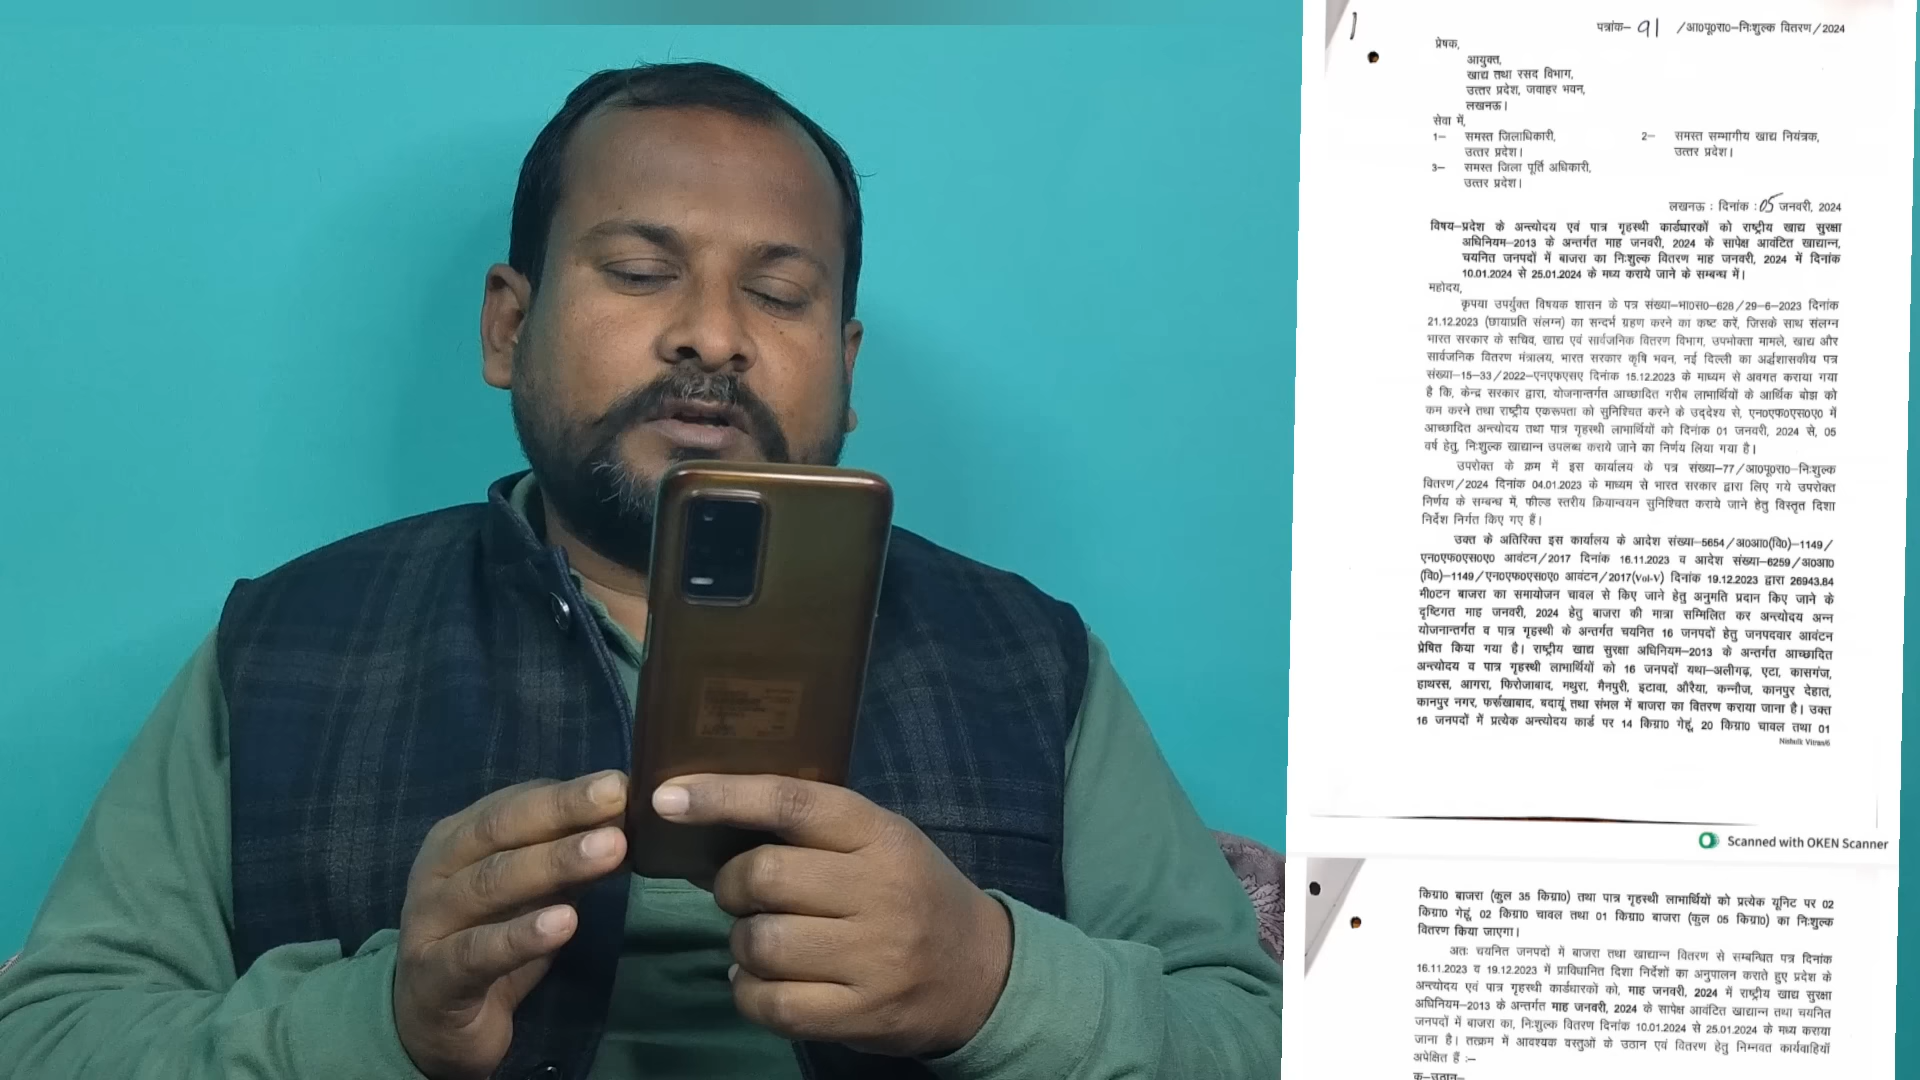 पत्रांक– 91 /आ0पू0रा0–निःशुल्क वितरण/2024
प्रेषक,
आयुक्त,
खाद्य तथा रसद विभाग,
उत्तर प्रदेश, जवाहर भवन,
लखनऊ।
सेवा में,
1– समस्त जिलाधिकारी, 2– समस्त सम्भागीय खाद्य नियंत्रक,
उत्तर प्रदेश। उत्तर प्रदेश।
3– समस्त जिला पूर्ति अधिकारी,
उत्तर प्रदेश।
लखनऊ : दिनांक : 05 जनवरी, 2024
विषय–प्रदेश के अन्त्योदय एवं पात्र गृहस्थी कार्डधारकों को राष्ट्रीय खाद्य सुरक्षा
अधिनियम–2013 के अन्तर्गत माह जनवरी, 2024 के सापेक्ष आवंटित खाद्यान्न,
चयनित जनपदों में बाजरा का निःशुल्क वितरण माह जनवरी, 2024 में दिनांक
10.01.2024 से 25.01.2024 के मध्य कराये जाने के सम्बन्ध में।
महोदय,
कृपया उपर्युक्त विषयक शासन के पत्र संख्या–भा0स0–628/29–6–2023 दिनांक
21.12.2023 (छायाप्रति संलग्न) का सन्दर्भ ग्रहण करने का कष्ट करें, जिसके साथ संलग्न
भारत सरकार के सचिव, खाद्य एवं सार्वजनिक वितरण विभाग, उपभोक्ता मामले, खाद्य और
सार्वजनिक वितरण मंत्रालय, भारत सरकार कृषि भवन, नई दिल्ली का अर्द्धशासकीय पत्र
संख्या–15–33/2022–एनएफएसए दिनांक 15.12.2023 के माध्यम से अवगत कराया गया
है कि, केन्द्र सरकार द्वारा, योजनान्तर्गत आच्छादित गरीब लाभार्थियों के आर्थिक बोझ को
कम करने तथा राष्ट्रीय एकरूपता को सुनिश्चित करने के उद्देश्य से, एन0एफ0एस0ए0 में
आच्छादित अन्त्योदय तथा पात्र गृहस्थी लाभार्थियों को दिनांक 01 जनवरी, 2024 से, 05
वर्ष हेतु, निःशुल्क खाद्यान्न उपलब्ध कराये जाने का निर्णय लिया गया है।
उपरोक्त के क्रम में इस कार्यालय के पत्र संख्या–77/आ0पू0रा0–निःशुल्क
वितरण/2024 दिनांक 04.01.2023 के माध्यम से भारत सरकार द्वारा लिए गये उपरोक्त
निर्णय के सम्बन्ध में, फील्ड स्तरीय क्रियान्वयन सुनिश्चित कराये जाने हेतु विस्तृत दिशा
निर्देश निर्गत किए गए हैं।
उक्त के अतिरिक्त इस कार्यालय के आदेश संख्या–5654/अ0आ0(वि0)–1149/
एन0एफ0एस0ए0 आवंटन/2017 दिनांक 16.11.2023 व आदेश संख्या–6259/अ0आ0
(वि0)–1149/एन0एफ0एस0ए0 आवंटन/2017(Vol-V) दिनांक 19.12.2023 द्वारा 26943.84
मी0टन बाजरा का समायोजन चावल से किए जाने हेतु अनुमति प्रदान किए जाने के
दृष्टिगत माह जनवरी, 2024 हेतु बाजरा की मात्रा सम्मिलित कर अन्त्योदय अन्न
योजनान्तर्गत व पात्र गृहस्थी के अन्तर्गत चयनित 16 जनपदों हेतु जनपदवार आवंटन
प्रेषित किया गया है। राष्ट्रीय खाद्य सुरक्षा अधिनियम–2013 के अन्तर्गत आच्छादित
अन्त्योदय व पात्र गृहस्थी लाभार्थियों को 16 जनपदों यथा–अलीगढ़, एटा, कासगंज,
हाथरस, आगरा, फिरोजाबाद, मथुरा, मैनपुरी, इटावा, औरैया, कन्नौज, कानपुर देहात,
कानपुर नगर, फर्रूखाबाद, बदायूं तथा संभल में बाजरा का वितरण कराया जाना है। उक्त
16 जनपदों में प्रत्येक अन्त्योदय कार्ड पर 14 किग्रा0 गेहूं, 20 किग्रा0 चावल तथा 01
Scanned with OKEN Scanner
किग्रा0 बाजरा (कुल 35 किग्रा0) तथा पात्र गृहस्थी लाभार्थियों को प्रत्येक यूनिट पर 02
किग्रा0 गेहूं, 02 किग्रा0 चावल तथा 01 किग्रा0 बाजरा (कुल 05 किग्रा0) का निःशुल्क
वितरण किया जाएगा।
अतः चयनित जनपदों में बाजरा तथा खाद्यान्न वितरण से सम्बन्धित पत्र दिनांक
16.11.2023 व 19.12.2023 में प्राविधानित दिशा निर्देशों का अनुपालन कराते हुए प्रदेश के
अन्त्योदय एवं पात्र गृहस्थी कार्डधारकों को, माह जनवरी, 2024 में राष्ट्रीय खाद्य सुरक्षा
अधिनियम–2013 के अन्तर्गत माह जनवरी, 2024 के सापेक्ष आवंटित खाद्यान्न तथा चयनित
जनपदों में बाजरा का, निःशुल्क वितरण दिनांक 10.01.2024 से 25.01.2024 के मध्य कराया
जाना है। तत्क्रम में आवश्यक वस्तुओं के उठान एवं वितरण हेतु निम्नवत कार्यवाहियाँ
अपेक्षित हैं :–
क–उठान–